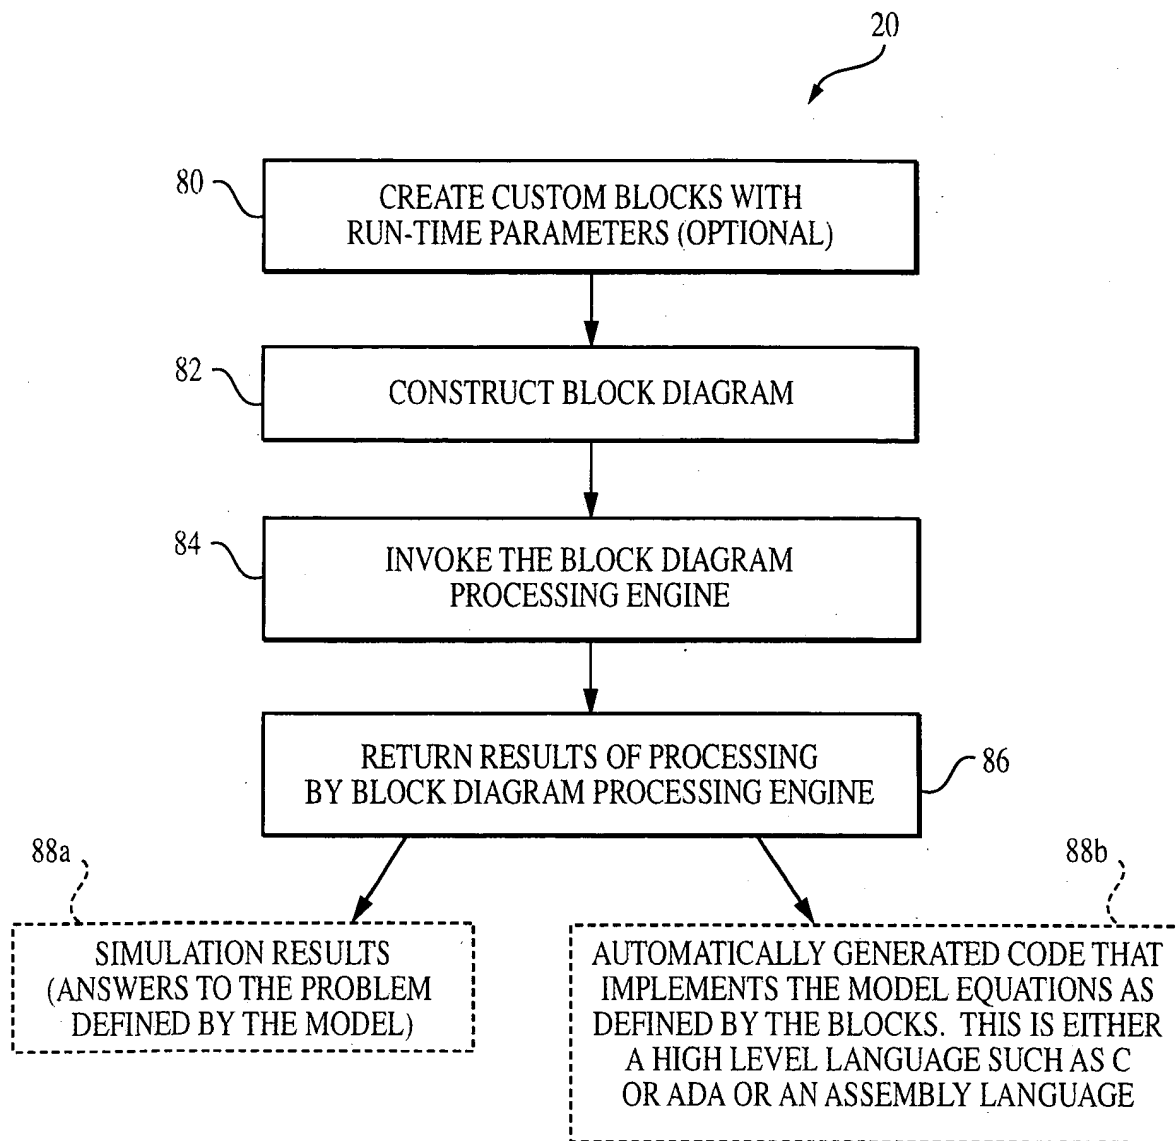 20
80
CREATE CUSTOM BLOCKS WITH
RUN-TIME PARAMETERS (OPTIONAL)
82
CONSTRUCT BLOCK DIAGRAM
84
INVOKE THE BLOCK DIAGRAM
PROCESSING ENGINE
RETURN RESULTS OF PROCESSING
BY BLOCK DIAGRAM PROCESSING ENGINE
86
88a
88b
SIMULATION RESULTS
(ANSWERS TO THE PROBLEM
DEFINED BY THE MODEL)
AUTOMATICALLY GENERATED CODE THAT
IMPLEMENTS THE MODEL EQUATIONS AS
DEFINED BY THE BLOCKS. THIS IS EITHER
A HIGH LEVEL LANGUAGE SUCH AS C
OR ADA OR AN ASSEMBLY LANGUAGE